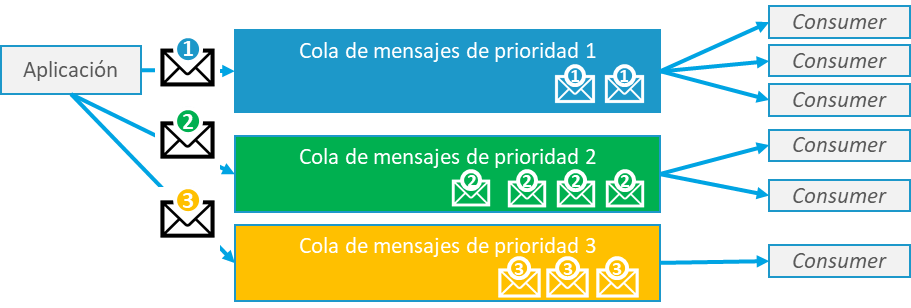 Aplicación
1
Cola de mensajes de prioridad 1
1 1
Consumer
Consumer
Consumer
2
Cola de mensajes de prioridad 2
2 2 2 2
Consumer
Consumer
3
Cola de mensajes de prioridad 3
3 3 3
Consumer